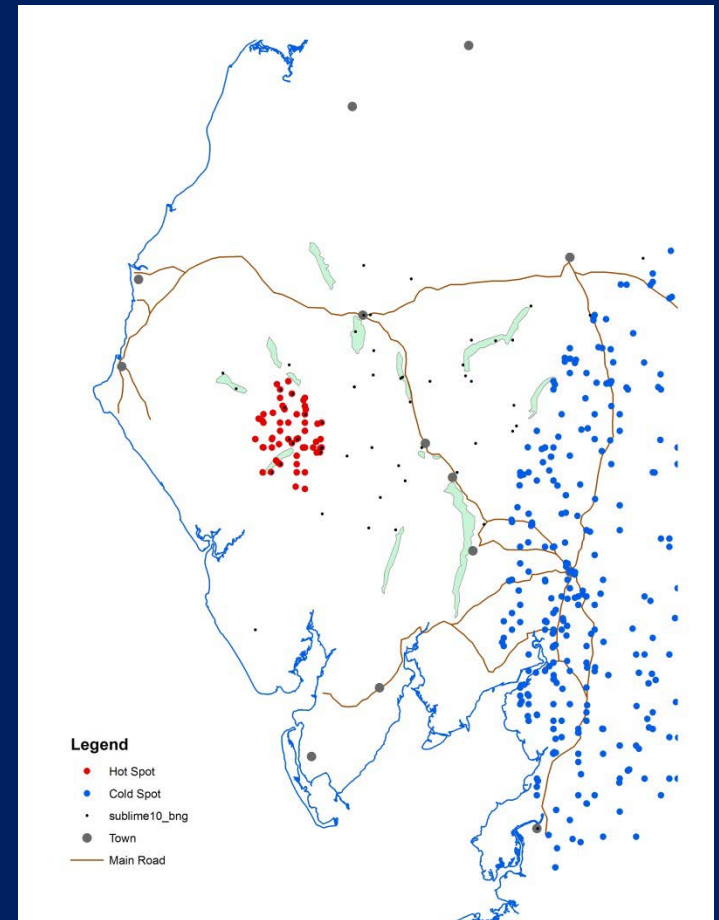 Legend
Hot Spot
Cold Spot
sublime10_bng
Town
Main Road